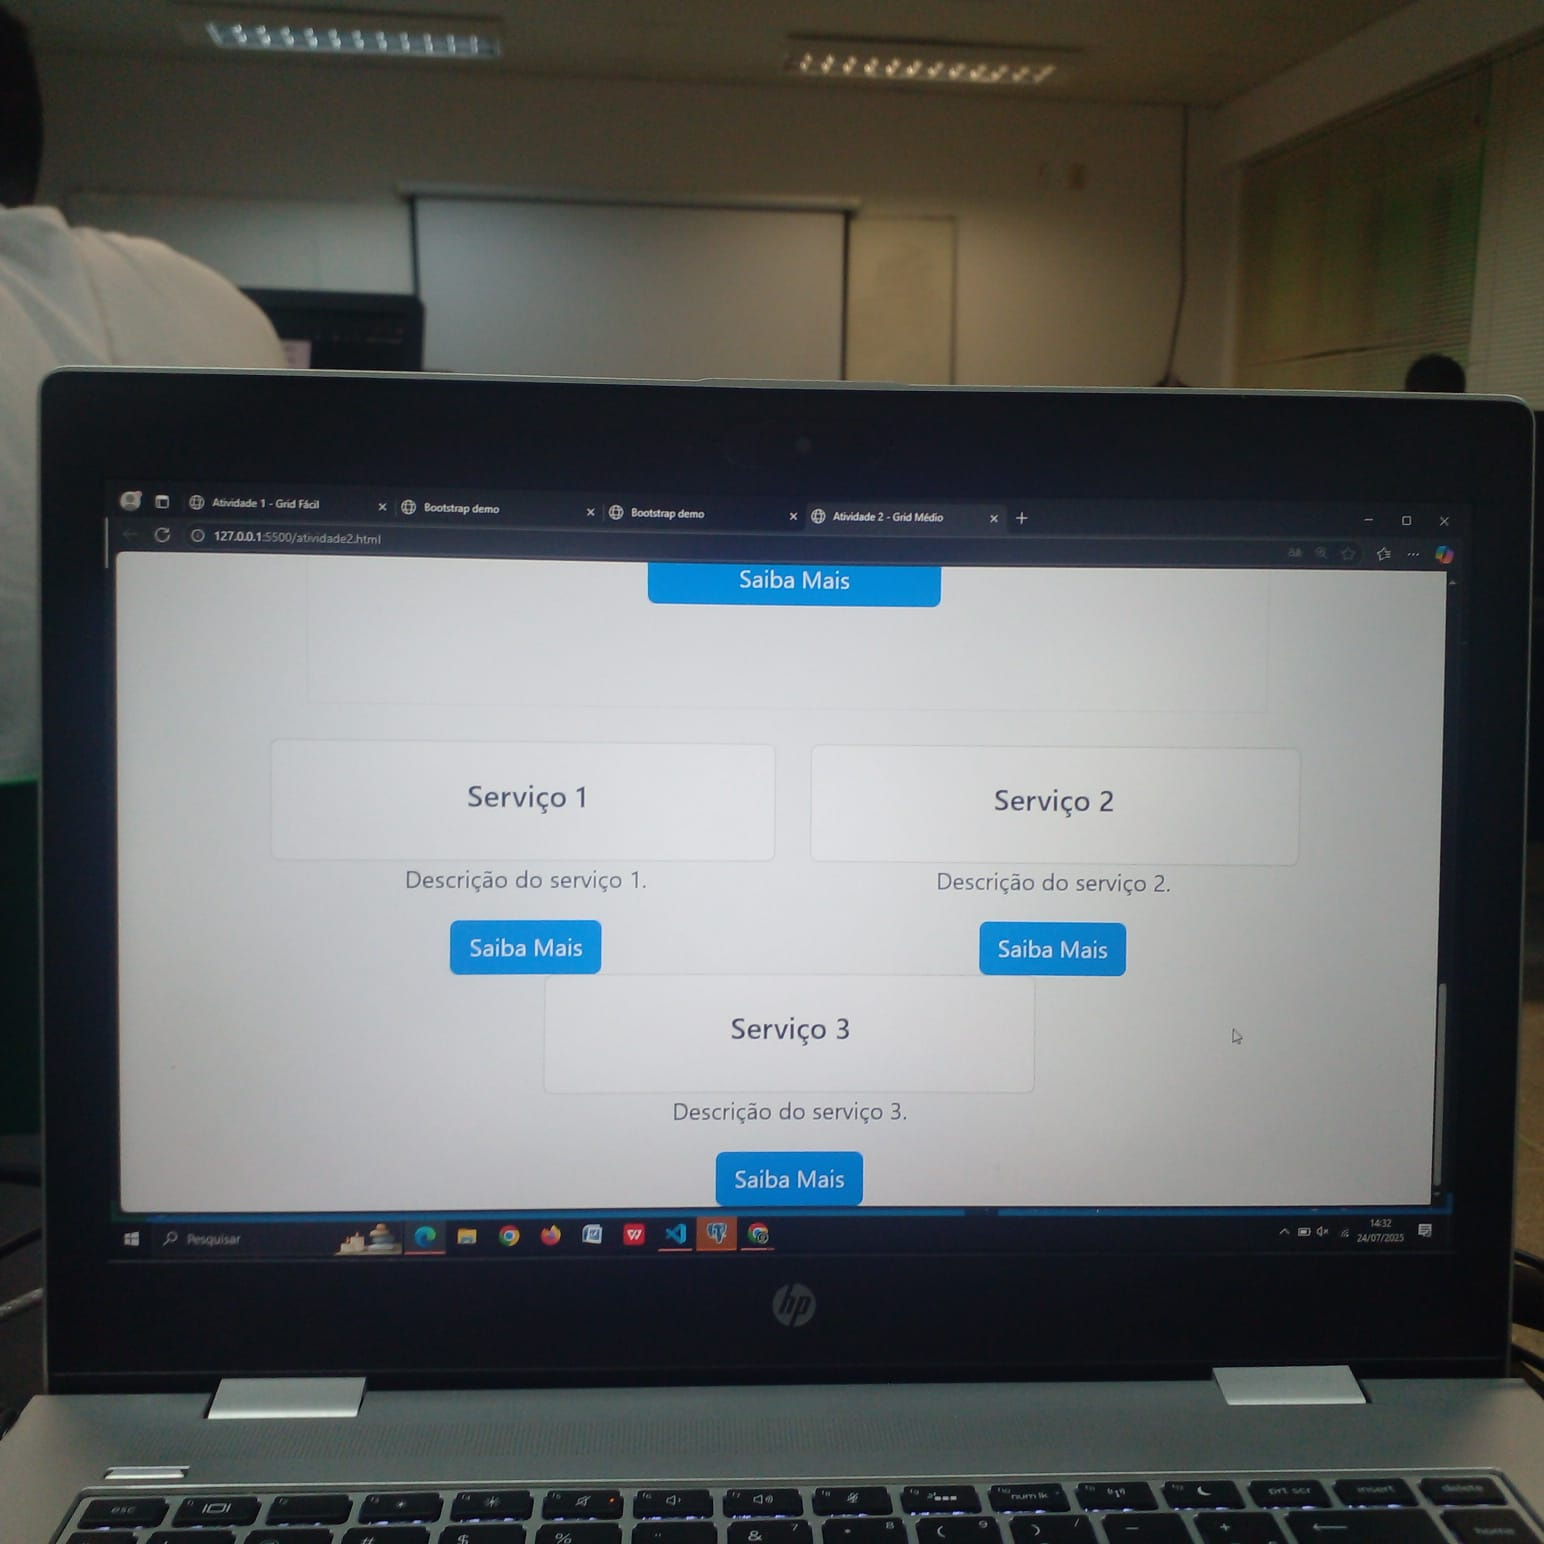 Atividade 1 - Grid Fácil
Bootstrap demo
Bootstrap demo
Atividade 2 - Grid Médio
127.0.0.1:5500/atividade2.html
Saiba Mais
Serviço 1
Serviço 2
Descrição do serviço 1.
Descrição do serviço 2.
Saiba Mais
Saiba Mais
Serviço 3
Descrição do serviço 3.
Saiba Mais
Pesquisar
14:32
24/07/2025
hp
esc
num lk
prt scr
insert
delete
home